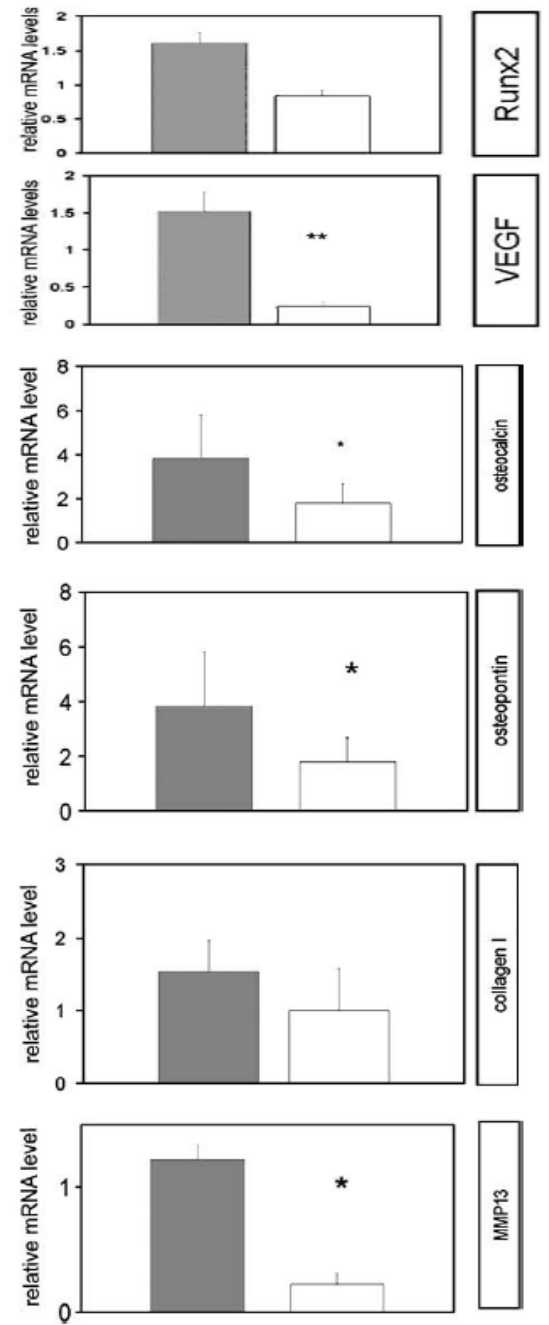 relative mRNA levels
2
1.5
1
0.5
0
Runx2
relative mRNA levels
2
1.5
1
0.5
0
**
VEGF
relative mRNA level
8
6
4
2
0
*
osteocalcin
relative mRNA level
8
6
4
2
0
*
osteopontin
relative mRNA level
3
2
1
0
collagen I
relative mRNA level
1
0
*
MMP13